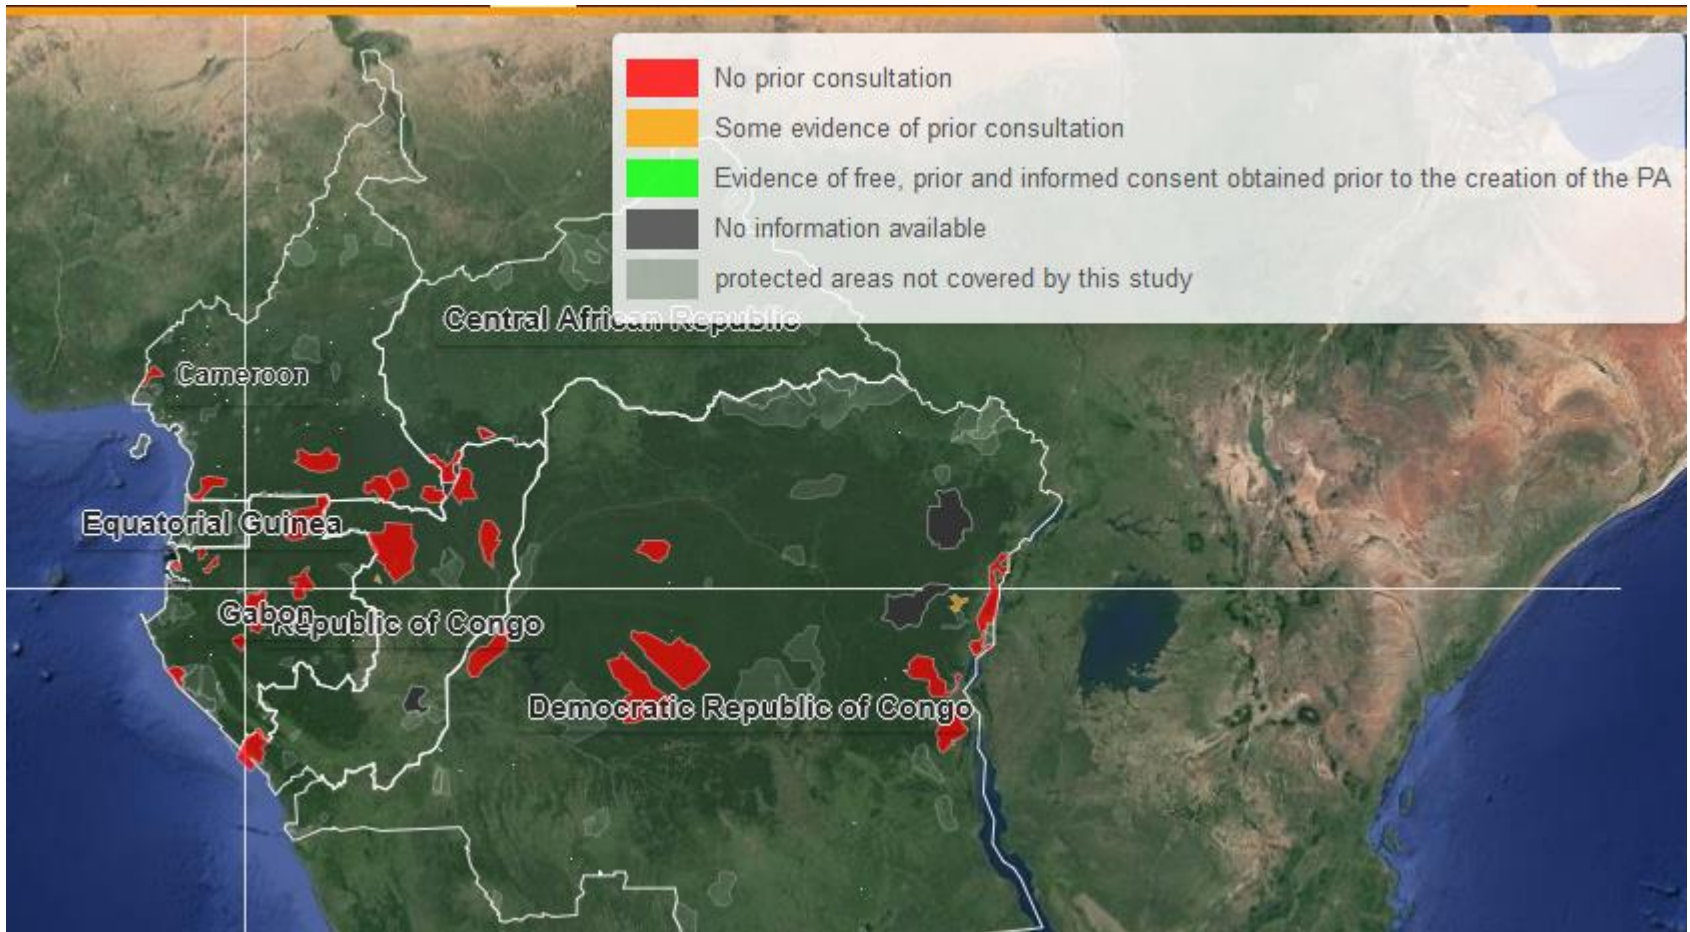 No prior consultation
Some evidence of prior consultation
Evidence of free, prior and informed consent obtained prior to the creation of the PA
No information available
protected areas not covered by this study
Central African Republic
Cameroon
Equatorial Guinea
Gabon
Republic of Congo
Democratic Republic of Congo